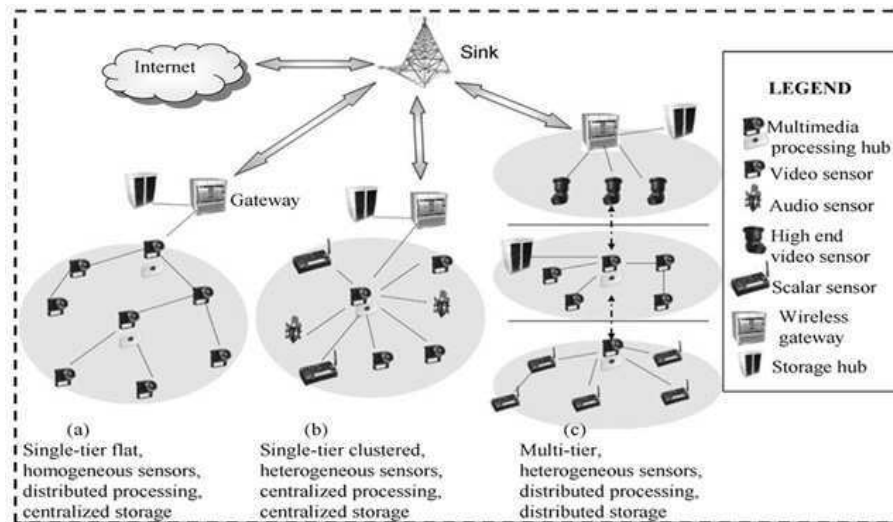 Sink
Internet
Gateway
LEGEND
Multimedia
processing hub
Video sensor
Audio sensor
High end
video sensor
Scalar sensor
Wireless
gateway
Storage hub
(a)
Single-tier flat,
homogeneous sensors,
distributed processing,
centralized storage
(b)
Single-tier clustered,
heterogeneous sensors,
centralized processing,
centralized storage
(c)
Multi-tier,
heterogeneous sensors,
distributed processing,
distributed storage